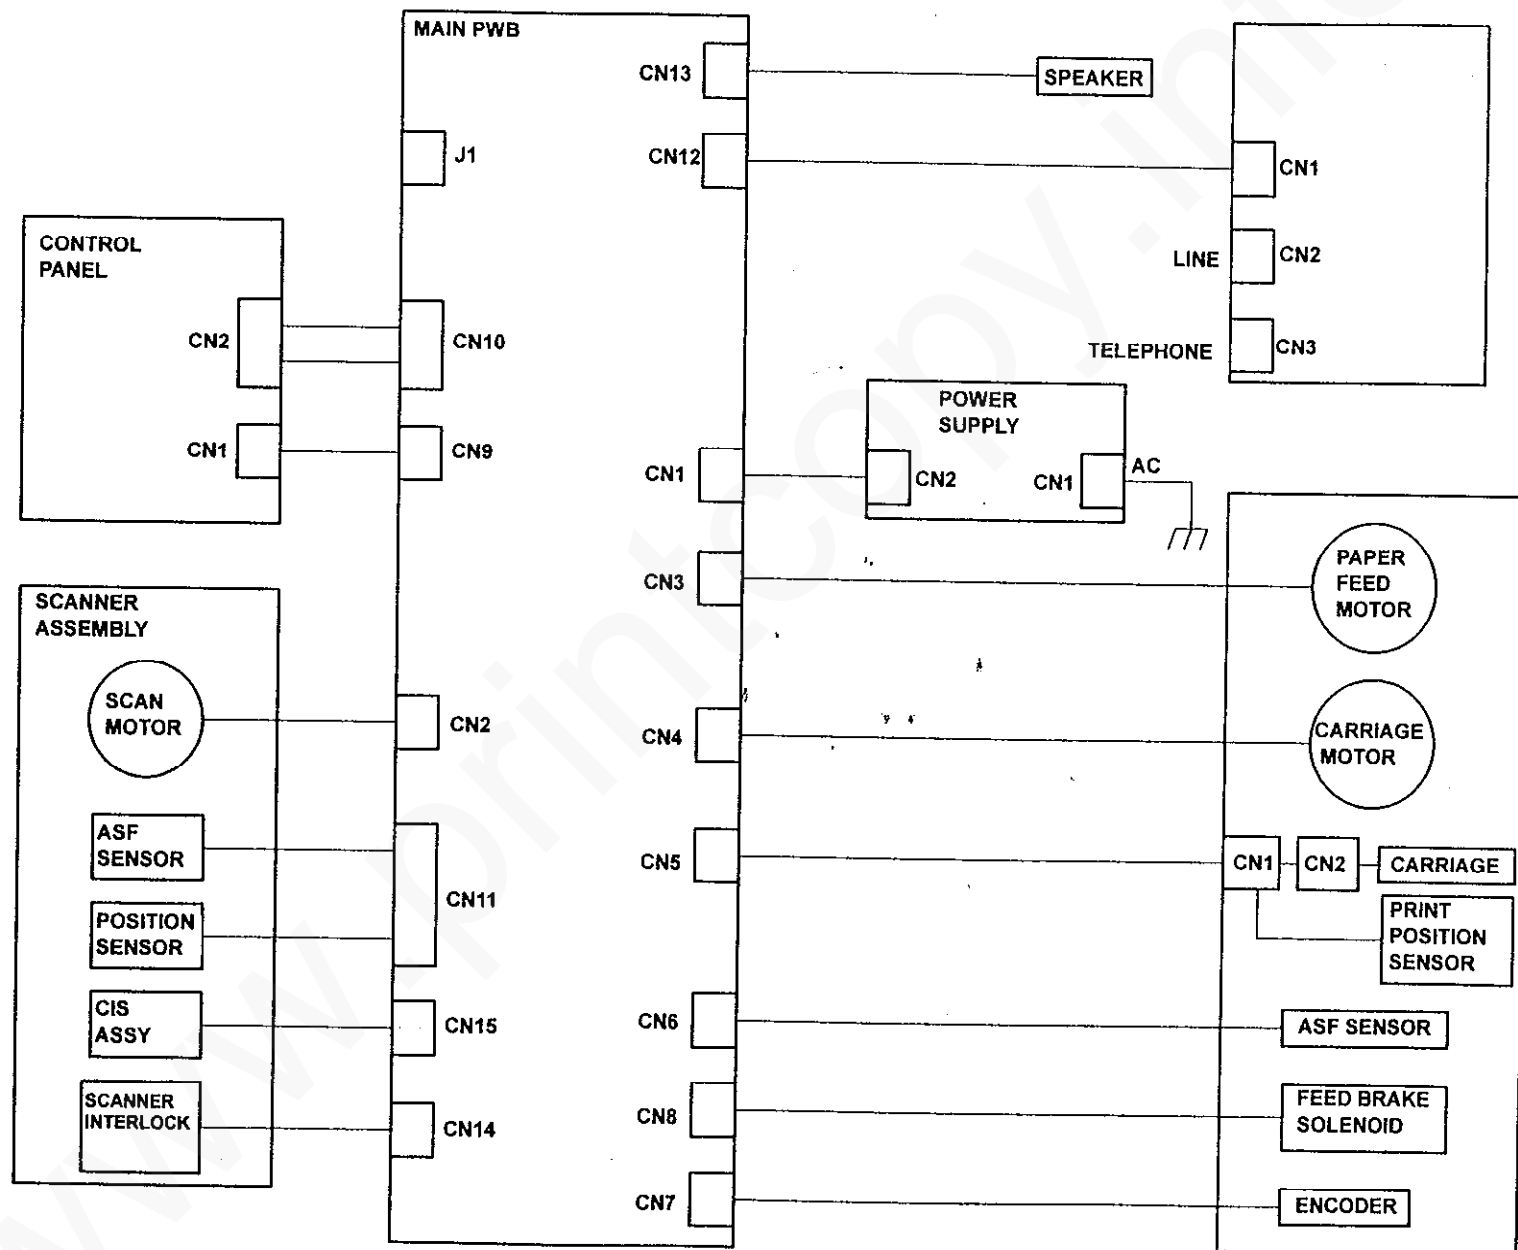 MAIN PWB
CN13
SPEAKER
J1
CN12
CN1
CONTROL
PANEL
LINE
CN2
CN2
CN10
TELEPHONE
CN3
POWER
SUPPLY
CN1
CN9
CN1
CN2
CN1
AC
SCANNER
ASSEMBLY
CN3
PAPER
FEED
MOTOR
SCAN
MOTOR
CN2
CN4
CARRIAGE
MOTOR
ASF
SENSOR
CN5
CN1
CN2
CARRIAGE
CN11
POSITION
SENSOR
PRINT
POSITION
SENSOR
CIS
ASSY
CN15
CN6
ASF SENSOR
SCANNER
INTERLOCK
CN14
CN8
FEED BRAKE
SOLENOID
CN7
ENCODER
www.printcopy.info